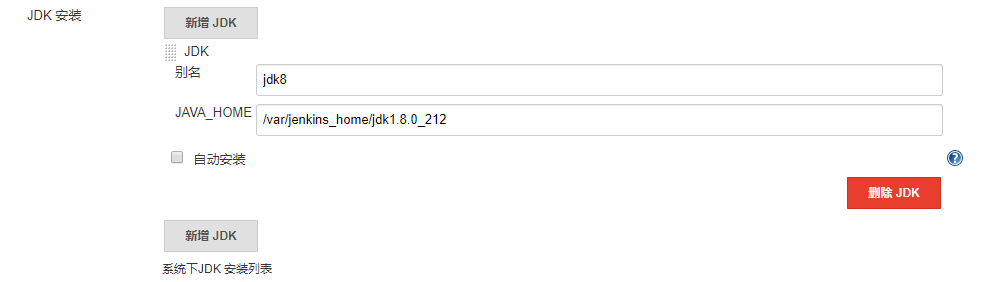 JDK 安装
新增 JDK
JDK
别名
jdk8
JAVA_HOME
/var/jenkins_home/jdk1.8.0_212
自动安装
?
删除 JDK
新增 JDK
系统下JDK 安装列表